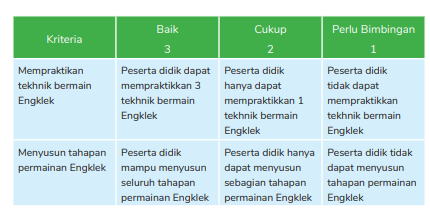 Kriteria
Baik
3
Cukup
2
Perlu Bimbingan
1
Mempraktikan
tekhnik bermain
Engklek
Peserta didik dapat
mempraktikkan 3
tekhnik bermain
Engklek
Peserta didik
hanya dapat
mempraktikkan 1
tekhnik bermain
Engklek
Peserta didik
tidak dapat
mempraktikkan
tekhnik bermain
Engklek
Menyusun tahapan
permainan Engklek
Peserta didik
mampu menyusun
seluruh tahapan
permainan Engklek
Peserta didik hanya
dapat menyusun
sebagian tahapan
permainan Engklek
Peserta didik tidak
dapat menyusun
tahapan permainan
Engklek